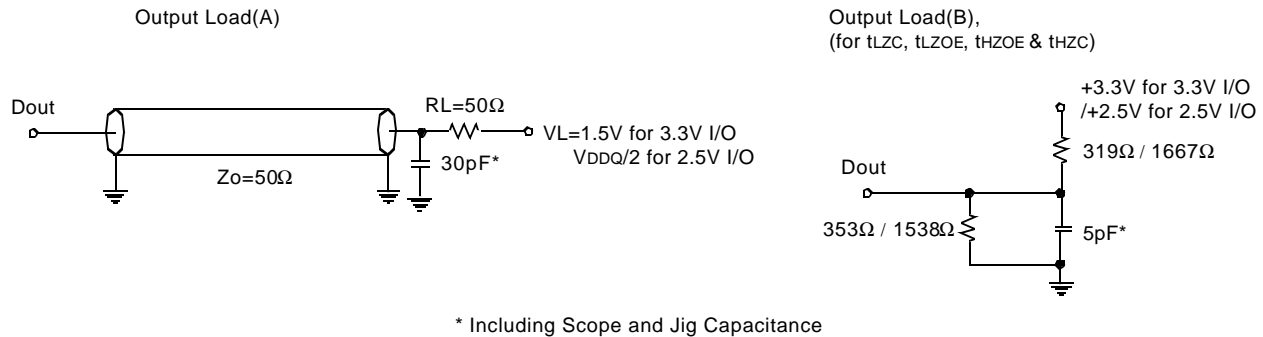 Output Load(A)
Dout
Zo=50Ω
RL=50Ω
30pF*
VL=1.5V for 3.3V I/O
VDDQ/2 for 2.5V I/O
Output Load(B),
(for tLZC, tLZOE, tHZOE & tHZC)
+3.3V for 3.3V I/O
/+2.5V for 2.5V I/O
319Ω / 1667Ω
Dout
353Ω / 1538Ω
5pF*
* Including Scope and Jig Capacitance